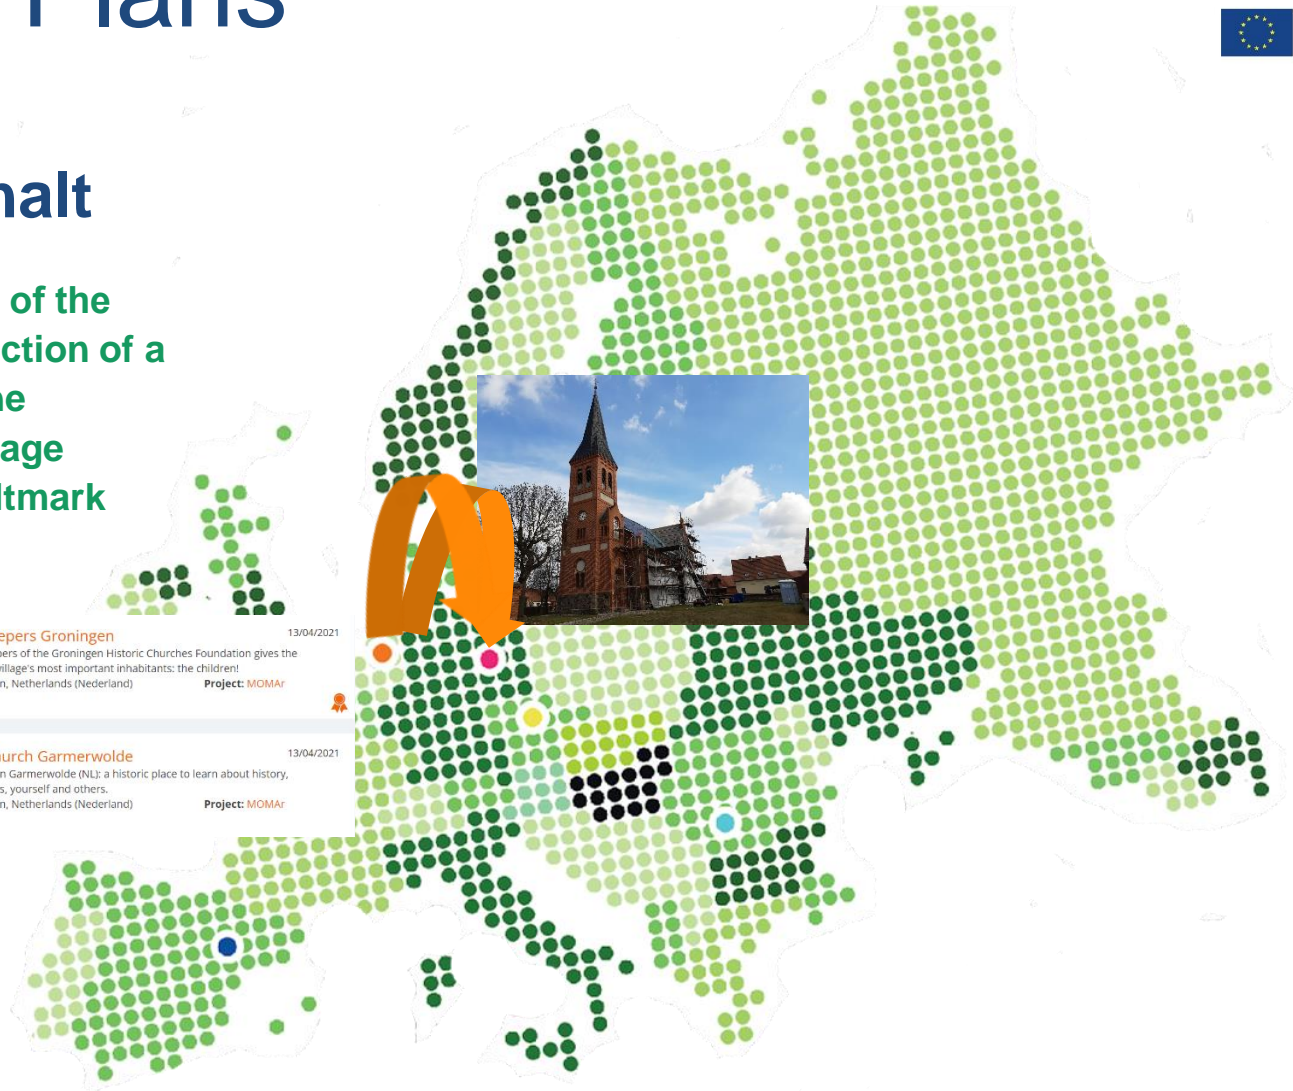 Plans
nalt
of the
ction of a
ne
age
ltmark
epers Groningen 13/04/2021
pers of the Groningen Historic Churches Foundation gives the
village's most important inhabitants: the children!
n, Netherlands (Nederland) Project: MOMAr
urch Garmerwolde 13/04/2021
n Garmerwolde (NL): a historic place to learn about history,
s, yourself and others.
n, Netherlands (Nederland) Project: MOMAr